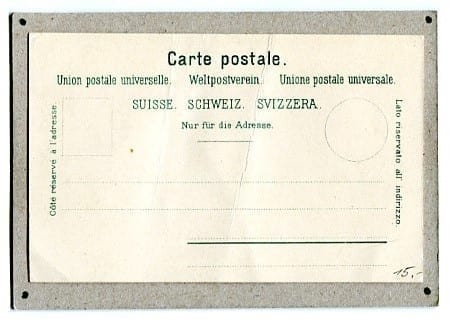 Carte postale.
Union postale universelle. Weltpostverein. Unione postale universale.
SUISSE. SCHWEIZ. SVIZZERA.
Nur für die Adresse.
Côte réservé à l'adresse.
Lato riservato all' indirizzo.
15.-